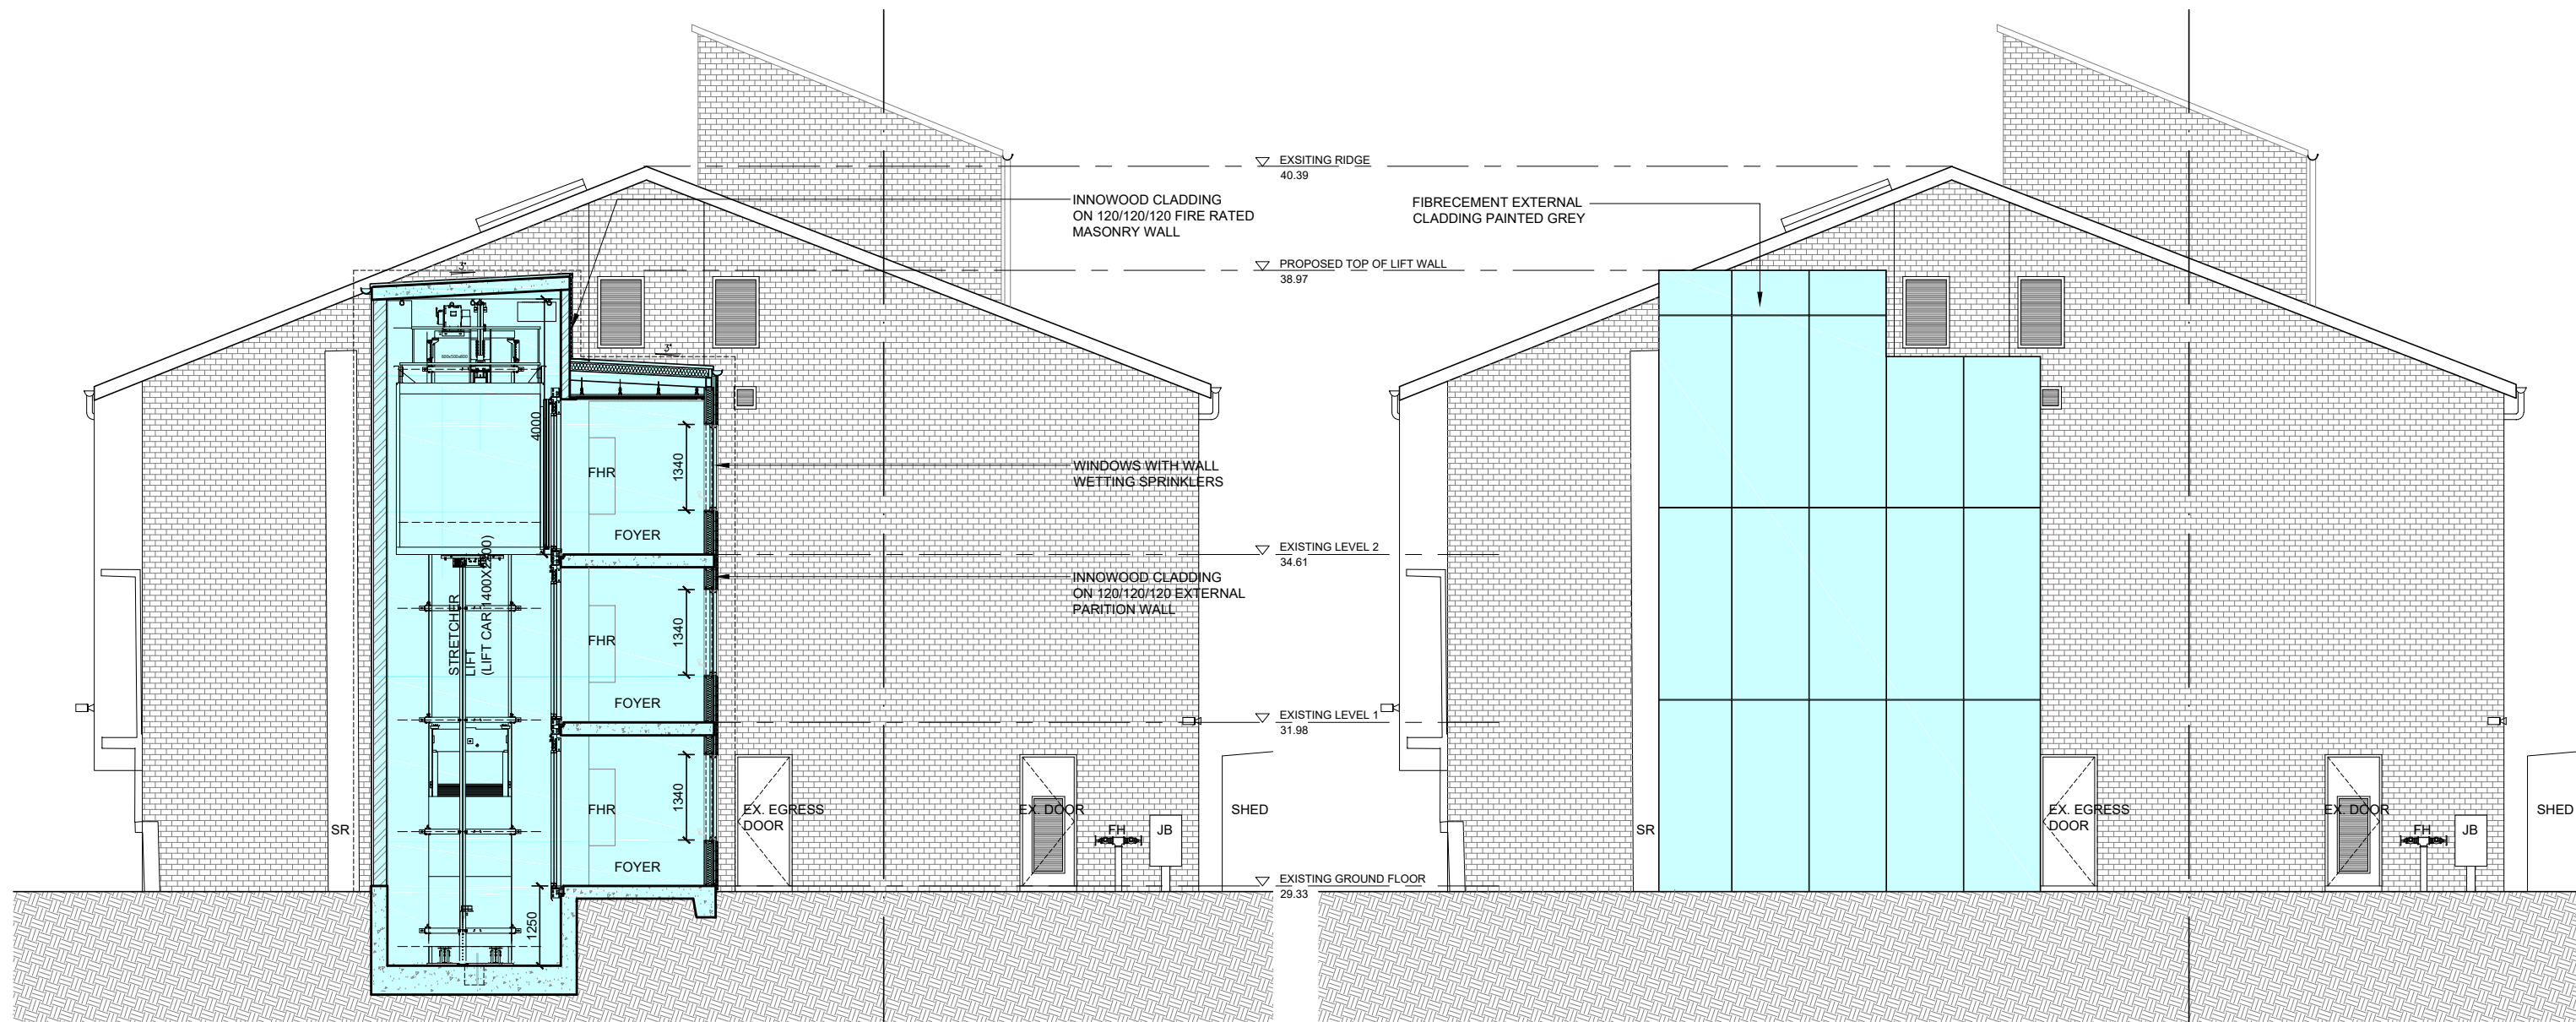 EXSITING RIDGE
40.39
INNOWOOD CLADDING
ON 120/120/120 FIRE RATED
MASONRY WALL
FIBRECEMENT EXTERNAL
CLADDING PAINTED GREY
PROPOSED TOP OF LIFT WALL
38.97
3°
3°
4000
FHR
1340
FOYER
WINDOWS WITH WALL
WETTING SPRINKLERS
EXISTING LEVEL 2
34.61
INNOWOOD CLADDING
ON 120/120/120 EXTERNAL
PARITION WALL
STRETCHER
LIFT
FHR
1340
FOYER
EXISTING LEVEL 1
31.98
FHR
1340
FOYER
SR
EX. EGRESS
DOOR
EX. DOOR
FH
JB
SHED
EXISTING GROUND FLOOR
29.33
1250
SR
EX. EGRESS
DOOR
EX. DOOR
FH
JB
SHED